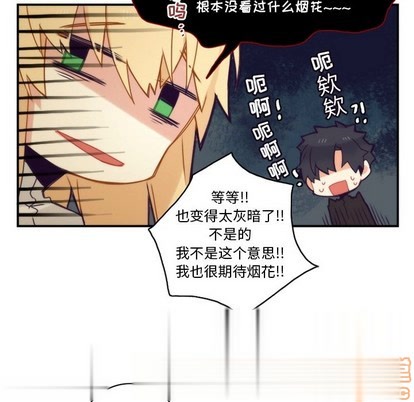 根本没看过什么烟花~~~
吗
欸
欸?!
呃
呃啊!
呃啊!
等等!!
也变得太灰暗了!!
不是的
我不是这个意思!!
我也很期待烟花!!